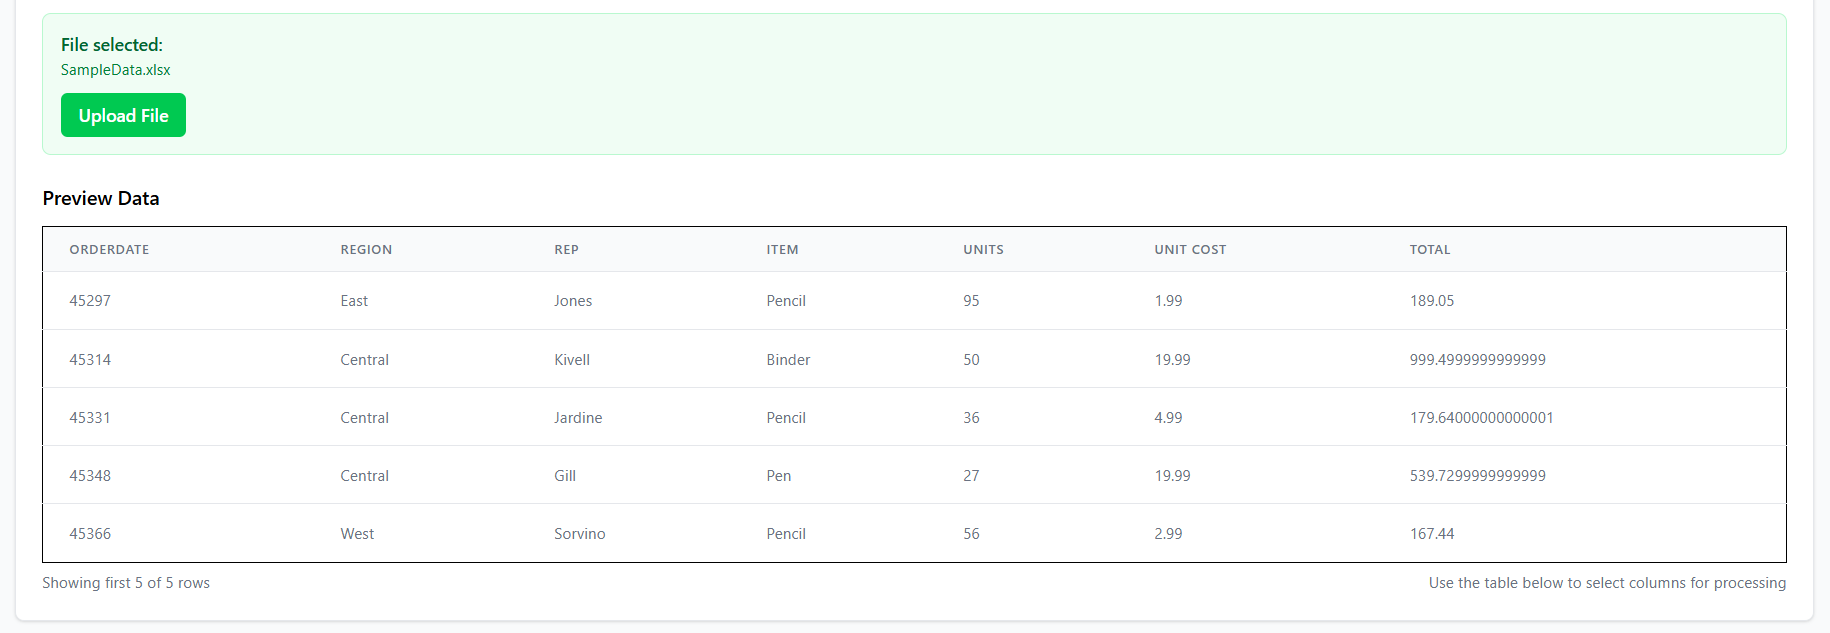 File selected:
SampleData.xlsx
Upload File
Preview Data
ORDERDATE REGION REP ITEM UNITS UNIT COST TOTAL
45297 East Jones Pencil 95 1.99 189.05
45314 Central Kivell Binder 50 19.99 999.4999999999999
45331 Central Jardine Pencil 36 4.99 179.64000000000001
45348 Central Gill Pen 27 19.99 539.7299999999999
45366 West Sorvino Pencil 56 2.99 167.44
Showing first 5 of 5 rows Use the table below to select columns for processing